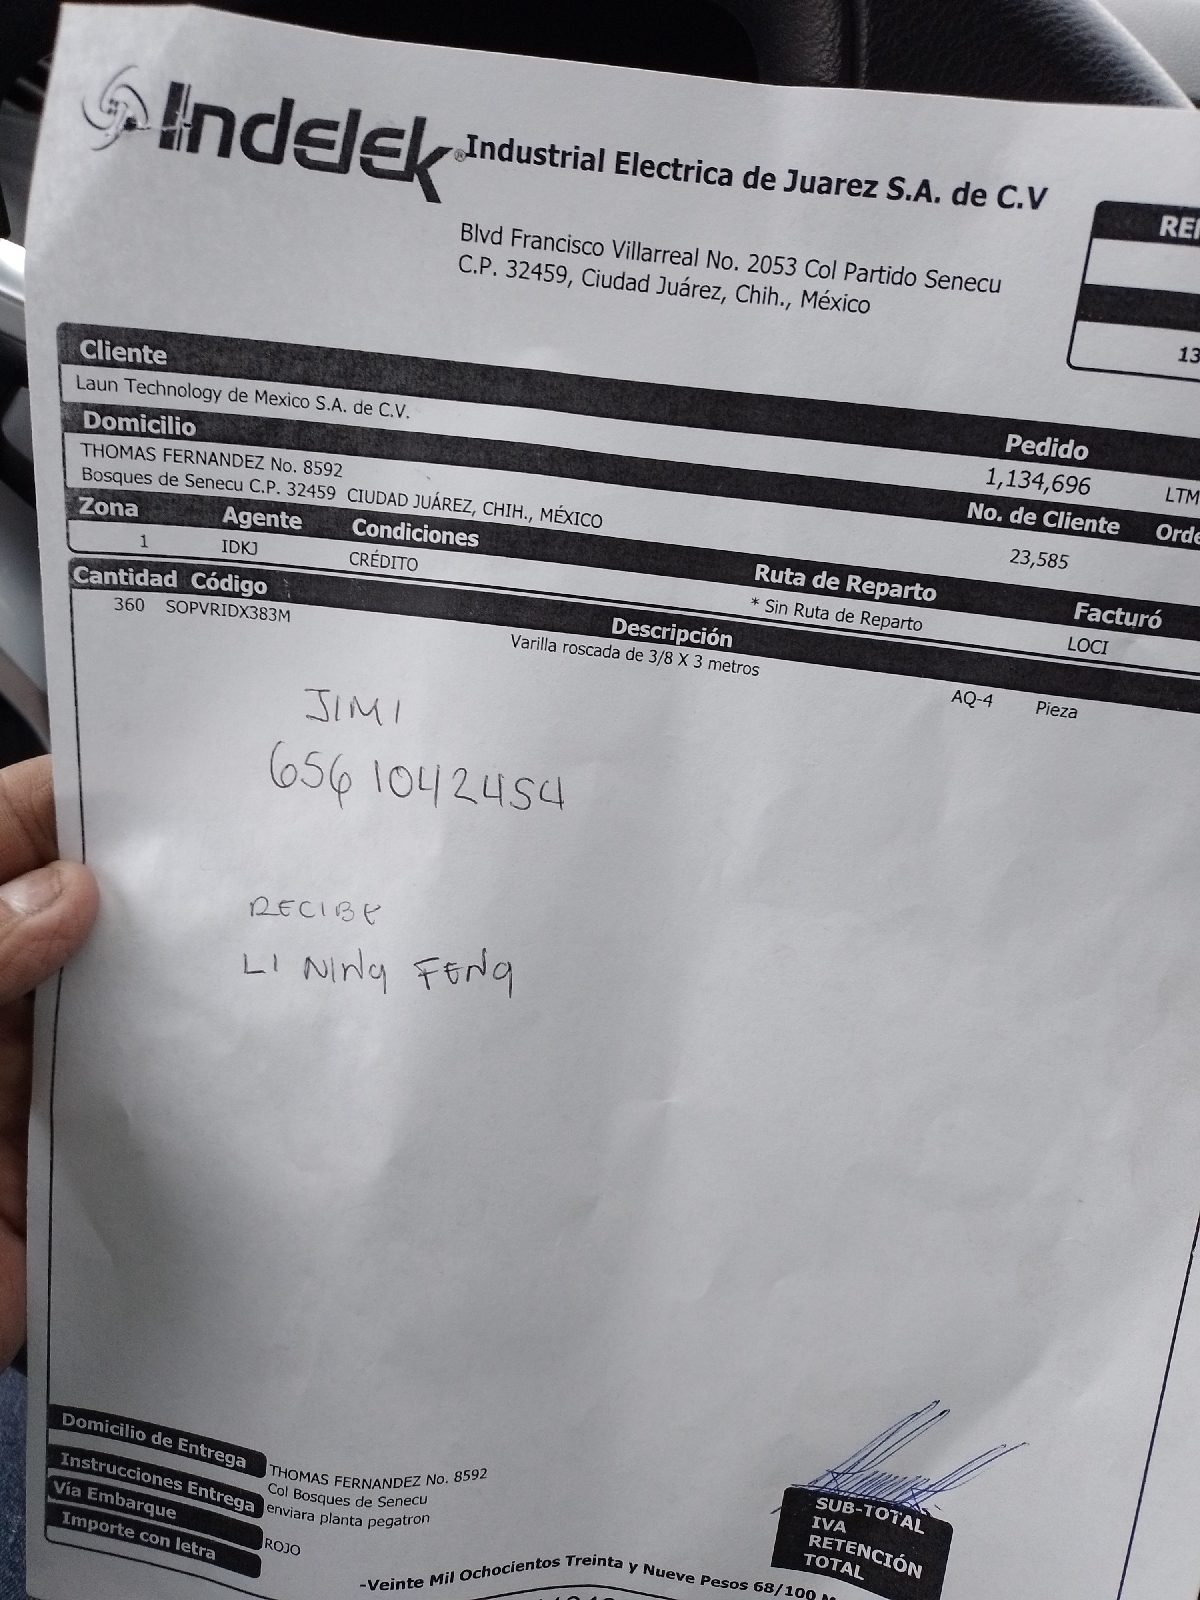 Indelek® Industrial Electrica de Juarez S.A. de C.V
Blvd Francisco Villarreal No. 2053 Col Partido Senecu
C.P. 32459, Ciudad Juárez, Chih., México
13
Cliente
Laun Technology de Mexico S.A. de C.V.
Pedido
1,134,696 LTM
Domicilio
THOMAS FERNANDEZ No. 8592
Bosques de Senecu C.P. 32459 CIUDAD JUÁREZ, CHIH., MÉXICO
No. de Cliente Orde
23,585
Zona Agente Condiciones Ruta de Reparto Facturó
1 IDKJ CRÉDITO * Sin Ruta de Reparto LOCI
Cantidad Código Descripción
360 SOPVRIDX383M Varilla roscada de 3/8 X 3 metros AQ-4 Pieza
JIMI
656 1042454
RECIBE
LI NING FENG
Domicilio de Entrega THOMAS FERNANDEZ No. 8592
Col Bosques de Senecu
Instrucciones Entrega enviara planta pegatron
Vía Embarque ROJO
Importe con letra
-Veinte Mil Ochocientos Treinta y Nueve Pesos 68/100
SUB-TOTAL
IVA
RETENCIÓN
TOTAL